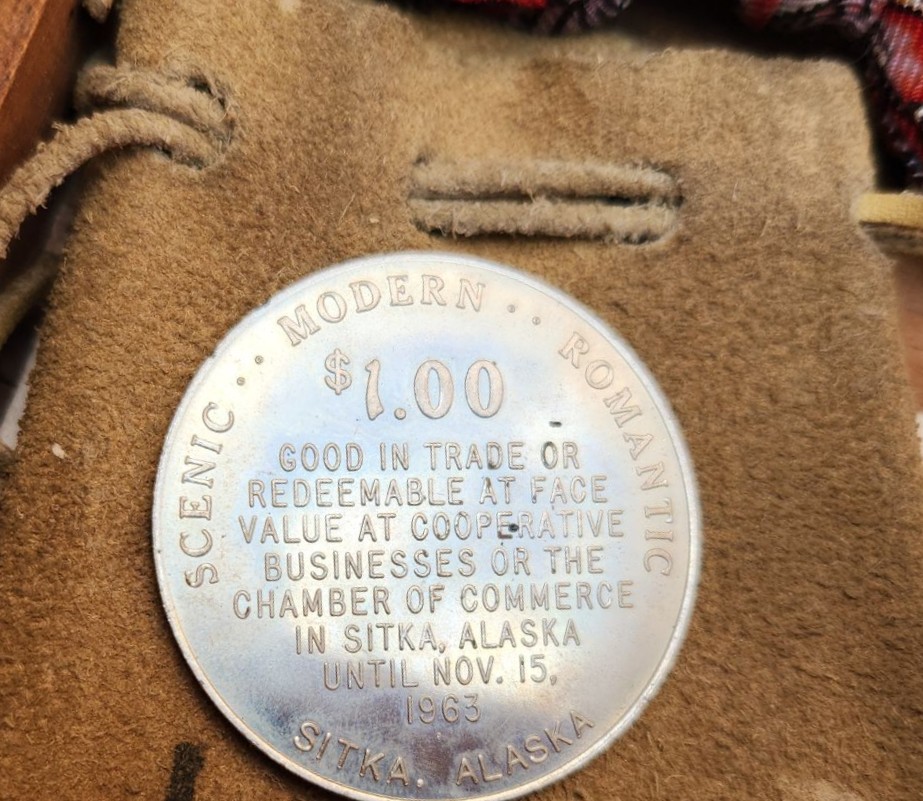 SCENIC .. MODERN .. ROMANTIC
$1.00
GOOD IN TRADE OR
REDEEMABLE AT FACE
VALUE AT COOPERATIVE
BUSINESSES OR THE
CHAMBER OF COMMERCE
IN SITKA, ALASKA
UNTIL NOV. 15,
1963
SITKA, ALASKA